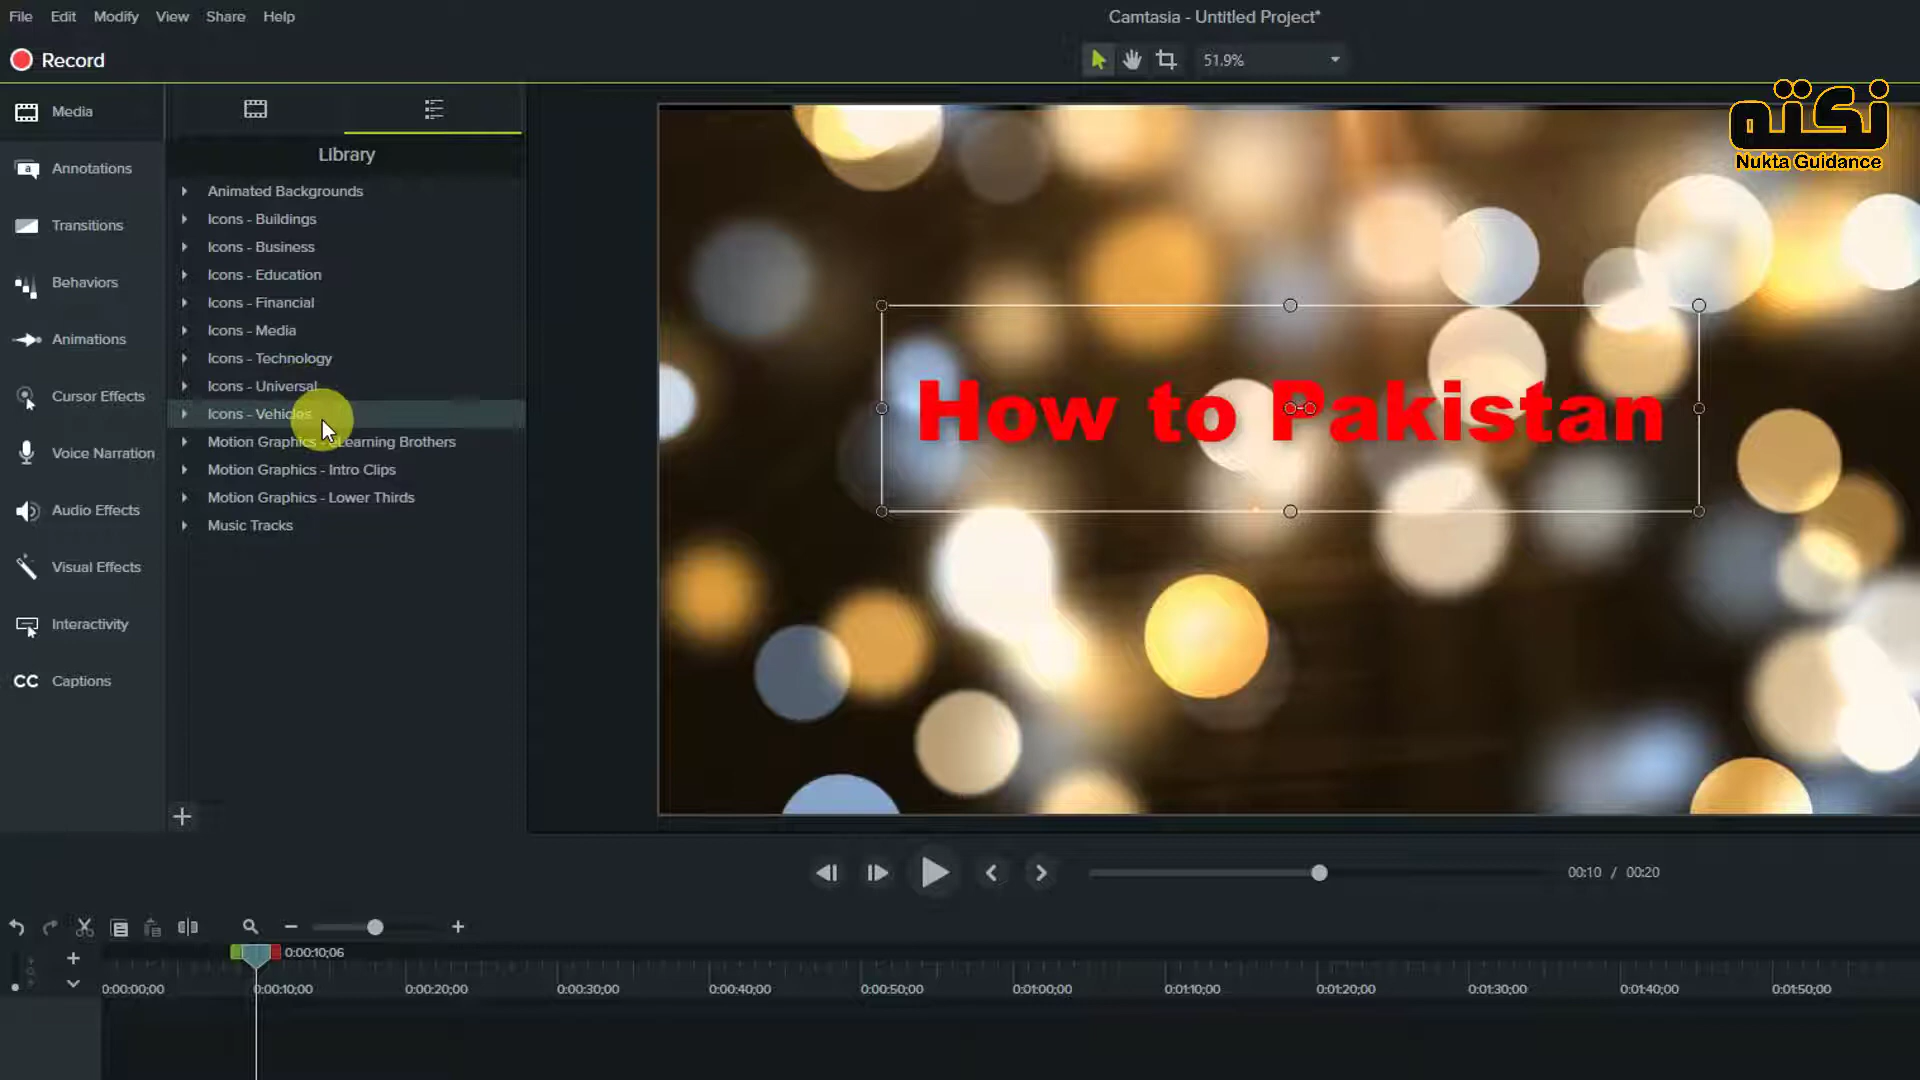 File Edit Modify View Share Help
Camtasia - Untitled Project*
Record
51.9%
نکته
Nukta Guidance
Media
Annotations
Transitions
Behaviors
Animations
Cursor Effects
Voice Narration
Audio Effects
Visual Effects
Interactivity
CC Captions
Library
Animated Backgrounds
Icons - Buildings
Icons - Business
Icons - Education
Icons - Financial
Icons - Media
Icons - Technology
Icons - Universal
Icons - Vehicles
Motion Graphics - eLearning Brothers
Motion Graphics - Intro Clips
Motion Graphics - Lower Thirds
Music Tracks
How to Pakistan
00:10 / 00:20
0:00:10;06
0:00:00;00 0:00:10;00 0:00:20;00 0:00:30;00 0:00:40;00 0:00:50;00 0:01:00;00 0:01:10;00 0:01:20;00 0:01:30;00 0:01:40;00 0:01:50;00